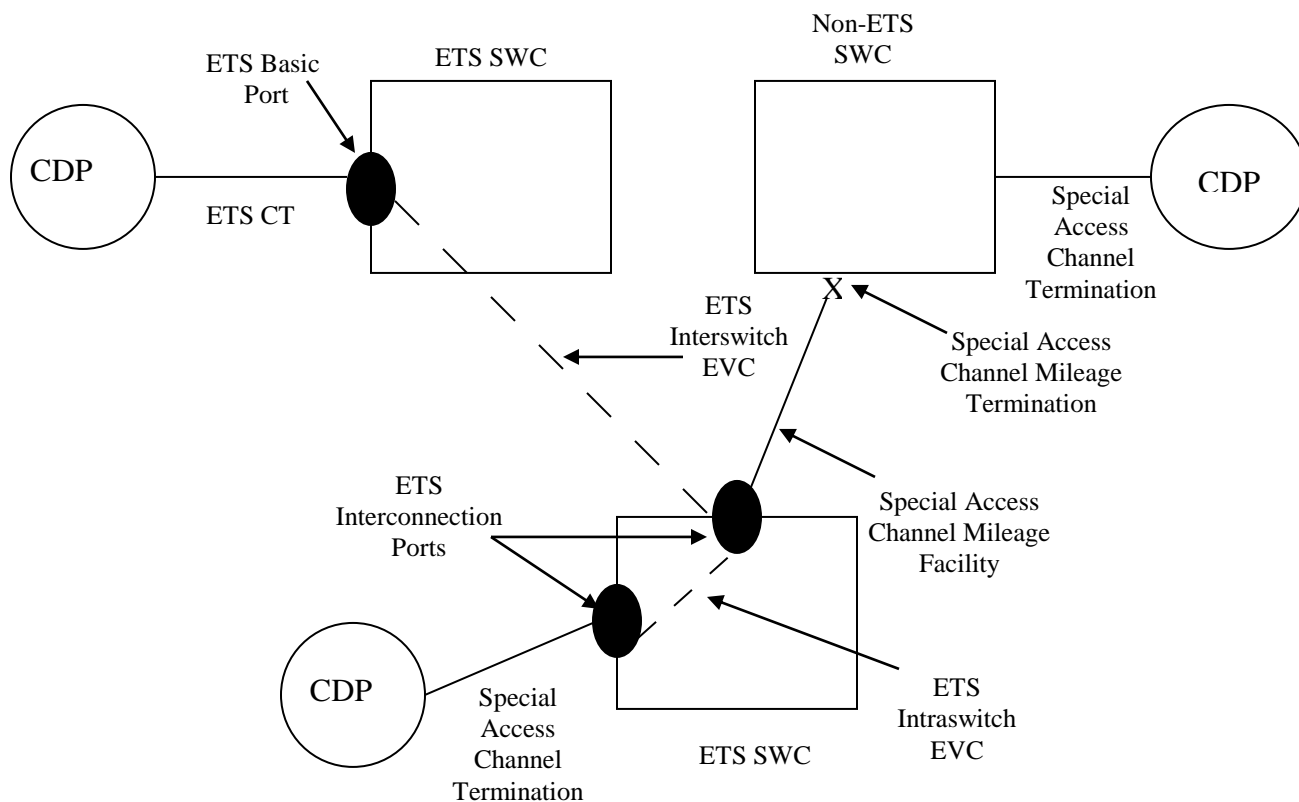 Non-ETS
SWC
ETS SWC
ETS Basic
Port
CDP
CDP
ETS CT
Special
Access
Channel
Termination
ETS
Interswitch
EVC
X
Special Access
Channel Mileage
Termination
ETS
Interconnection
Ports
Special Access
Channel Mileage
Facility
CDP
Special
Access
Channel
Termination
ETS
Intraswitch
EVC
ETS SWC